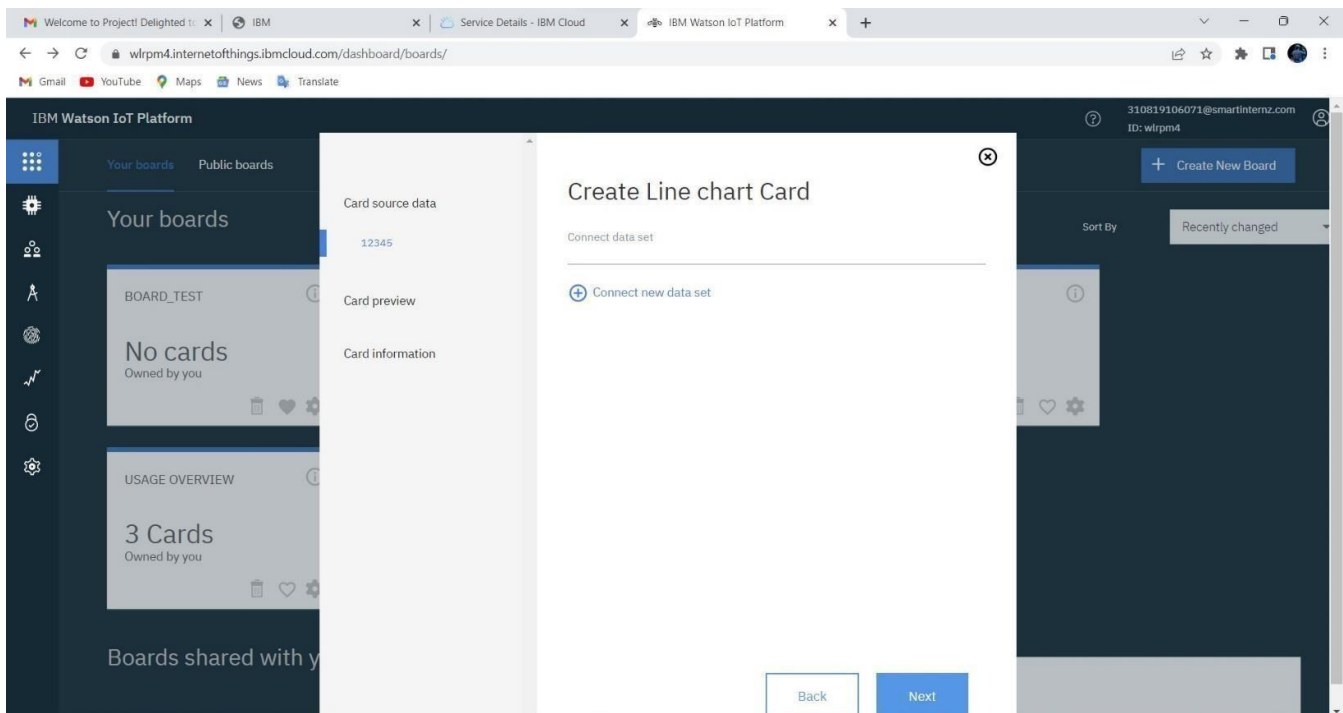 Welcome to Project! Delighted to
IBM
Service Details - IBM Cloud
IBM Watson IoT Platform
wlrpm4.internetofthings.ibmcloud.com/dashboard/boards/
Gmail
YouTube
Maps
News
Translate
IBM Watson IoT Platform
310819106071@smartinternz.com
ID: wlrpm4
Your boards
Public boards
Create New Board
Your boards
Sort By
Recently changed
BOARD_TEST
No cards
Owned by you
USAGE OVERVIEW
3 Cards
Owned by you
Boards shared with y
Card source data
12345
Card preview
Card information
Create Line chart Card
Connect data set
Connect new data set
Back
Next